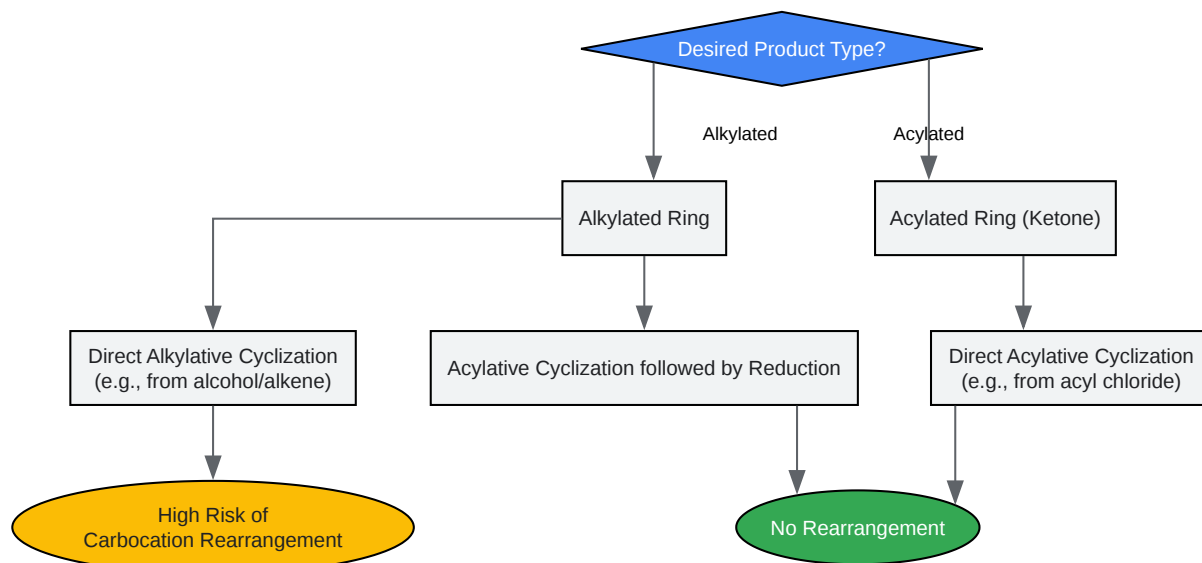 Desired Product Type?
Alkylated
Acylated
Alkylated Ring
Acylated Ring (Ketone)
Direct Alkylative Cyclization
(e.g., from alcohol/alkene)
Acylative Cyclization followed by Reduction
Direct Acylative Cyclization
(e.g., from acyl chloride)
High Risk of
Carbocation Rearrangement
No Rearrangement